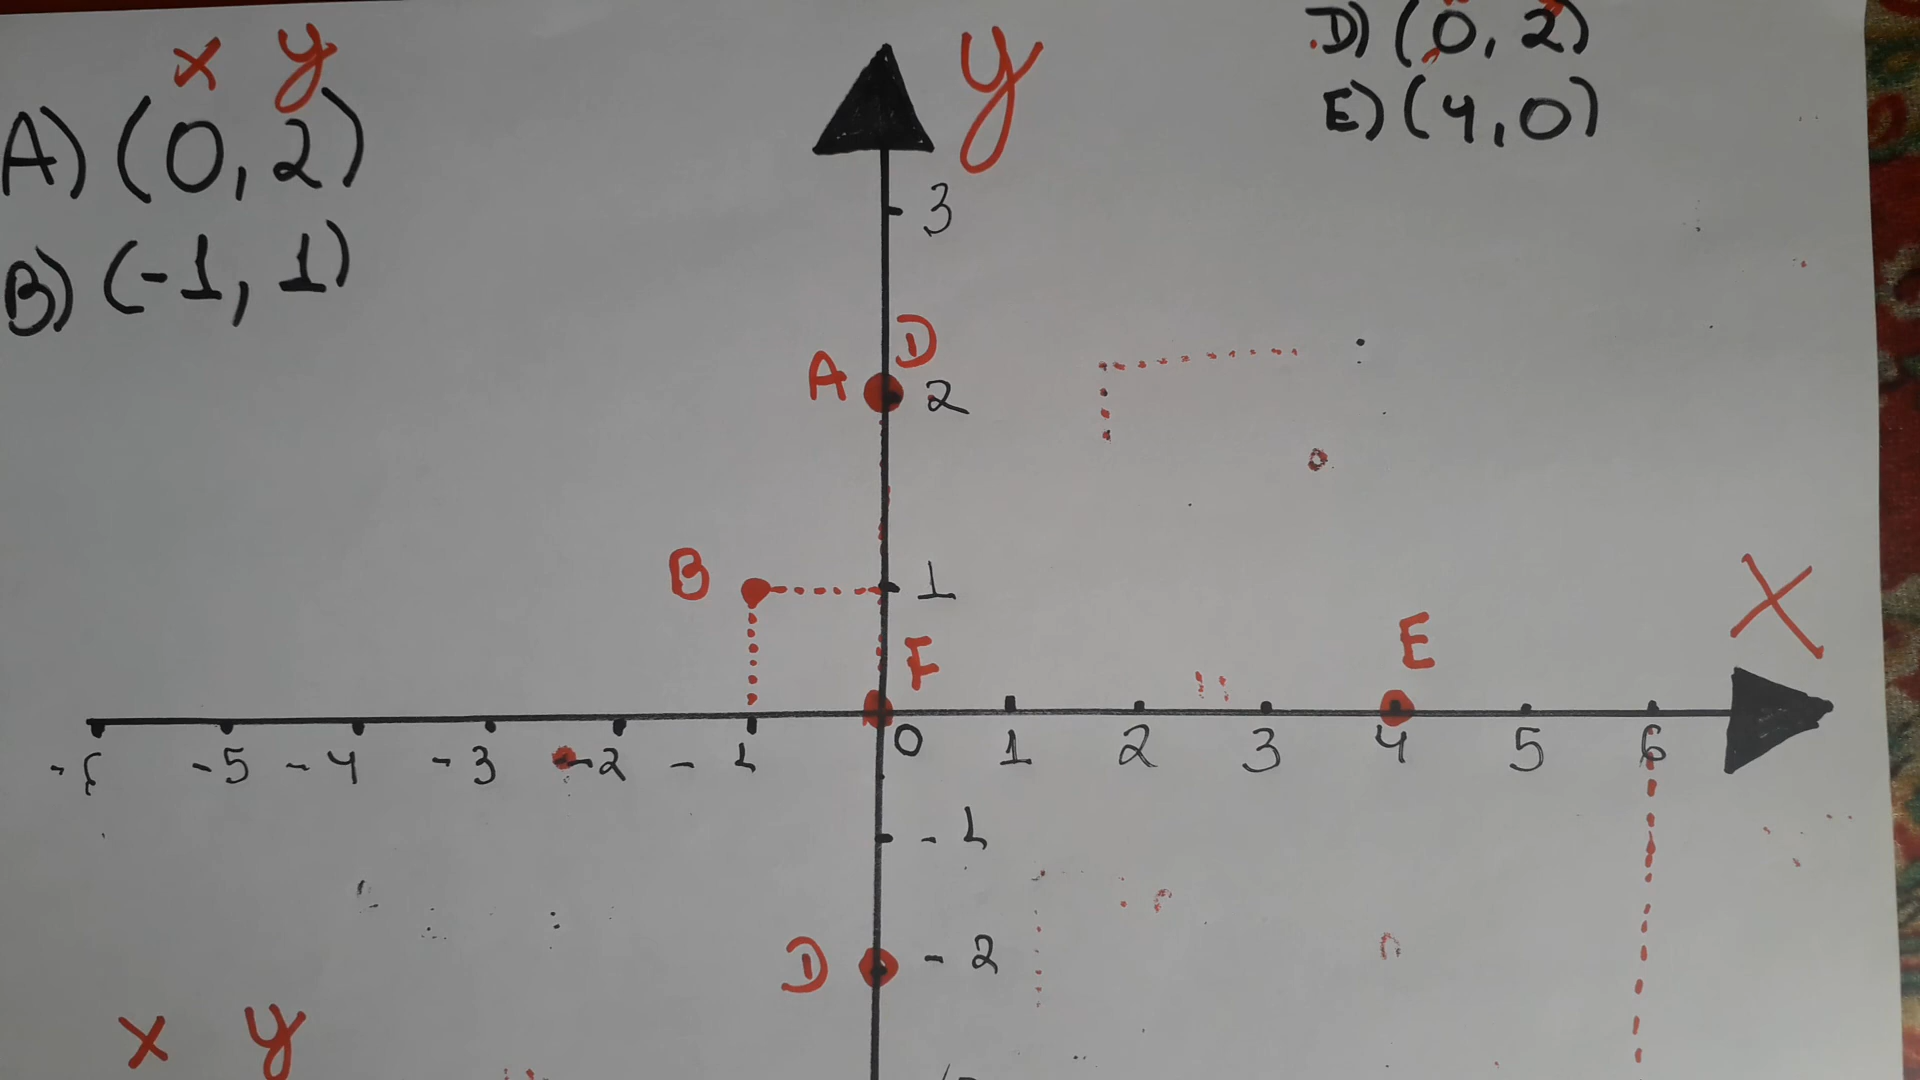 x y
A) (0, 2)
B) (-1, 1)
D) (0, 2)
E) (4, 0)
y
3
D
A
2
B
1
F
E
X
-5 -4 -3 -2 -1 0 1 2 3 4 5 6
-1
D
-2
x y